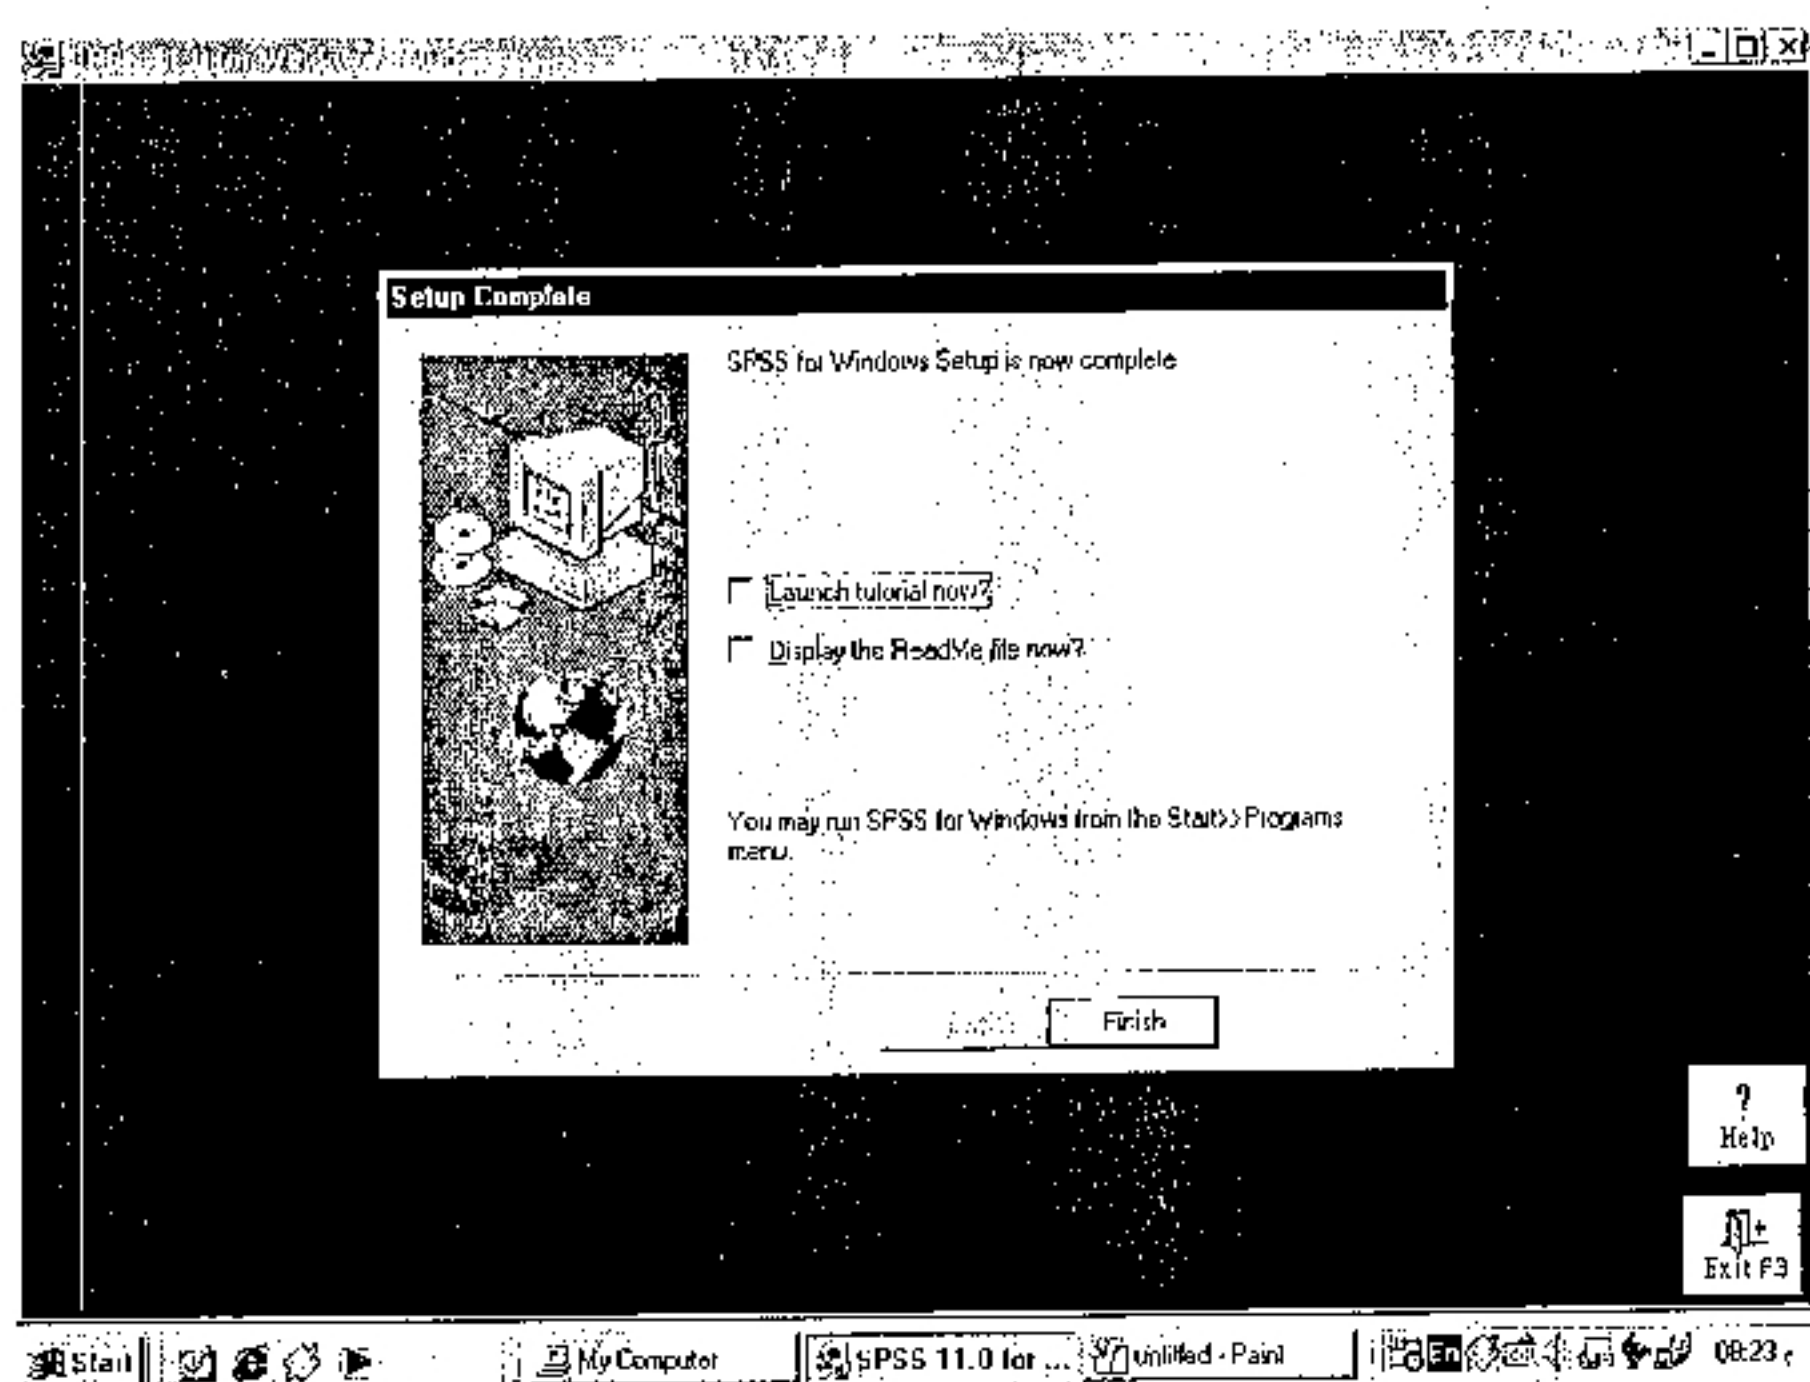 Setup Complete
SPSS for Windows Setup is now complete
Launch tutorial now?
Display the ReadMe file now?
You may run SPSS for Windows from the Start>>Programs
menu.
Finish
?
Help
Exit F3
Start
My Computer
SPSS 11.0 for ...
untitled - Paint
En
08:23 م